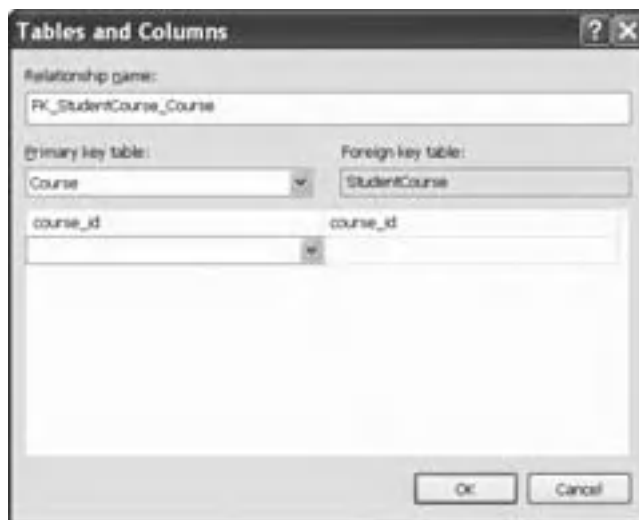 Tables and Columns
Relationship name:
FK_StudentCourse_Course
Primary key table:
Foreign key table:
Course
StudentCourse
course_id
course_id
OK
Cancel